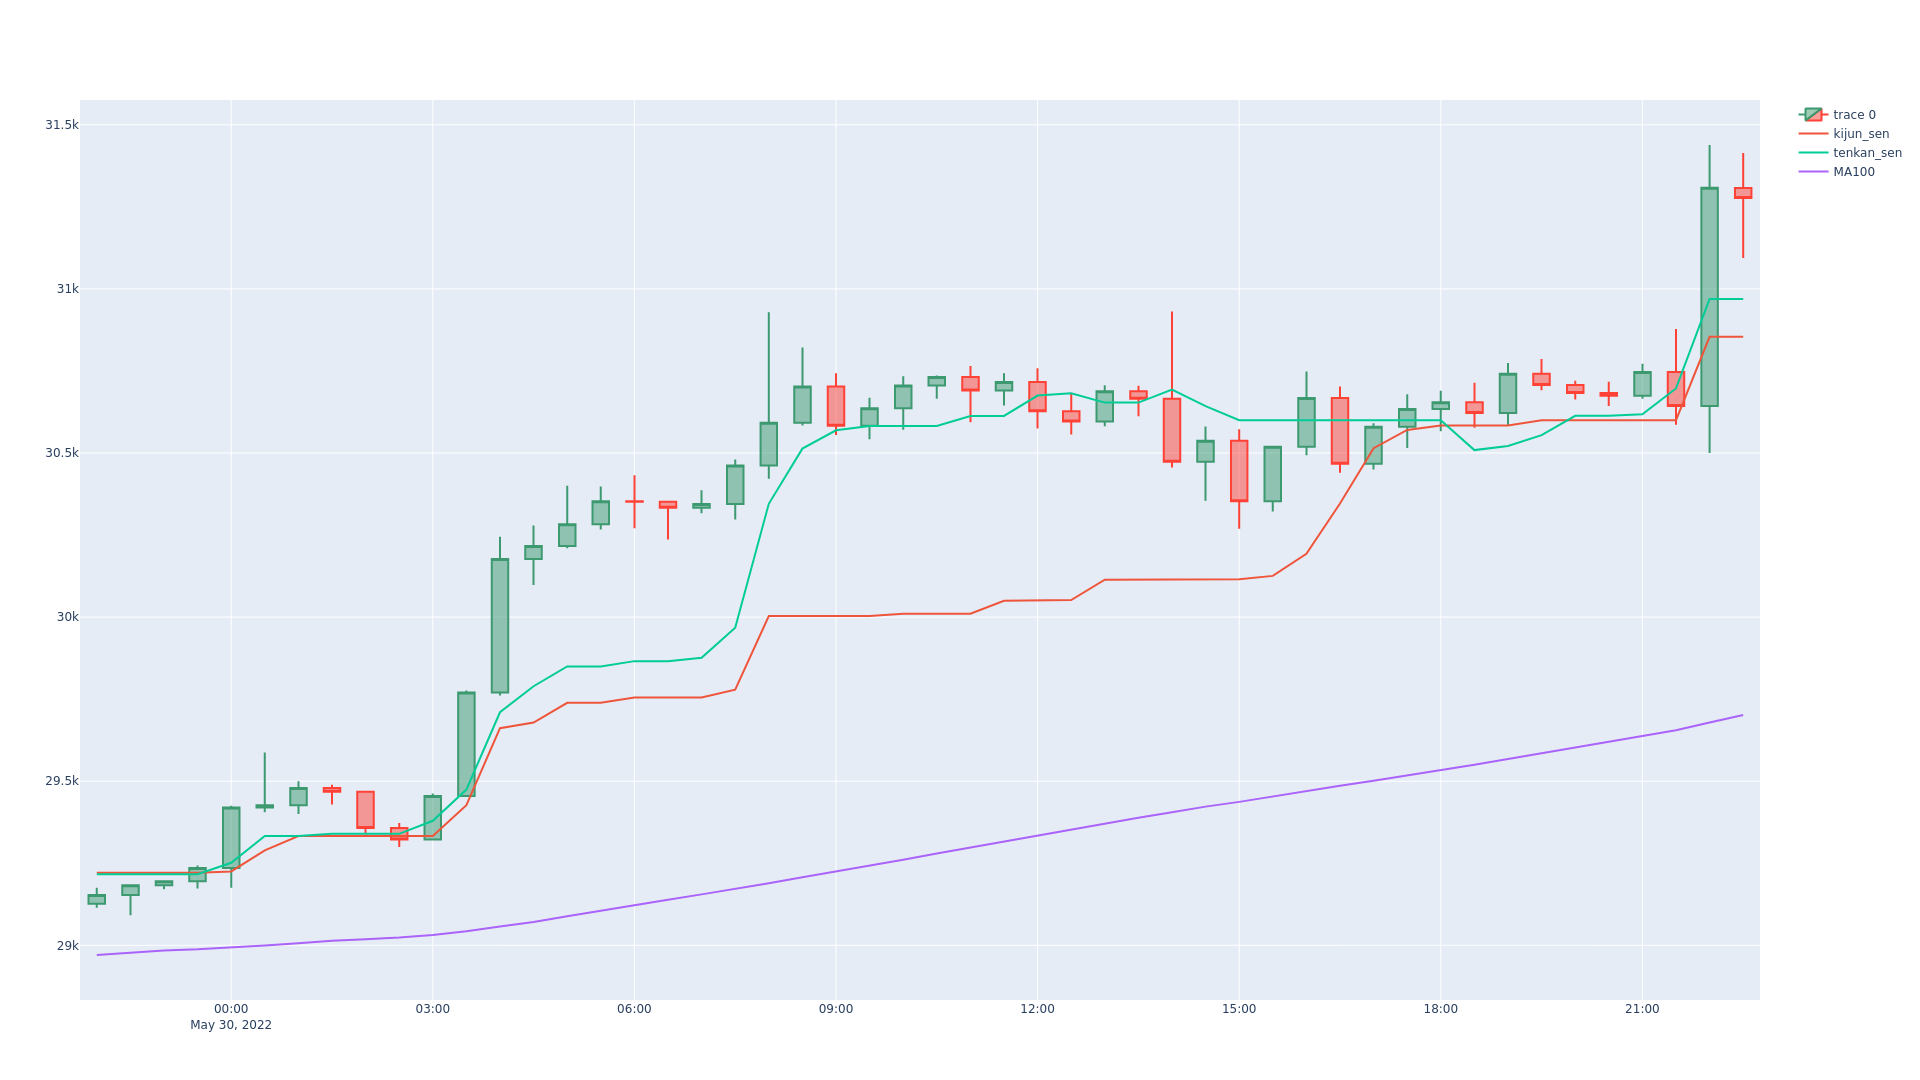 31.5k
31k
30.5k
30k
29.5k
29k
00:00
May 30, 2022
03:00
06:00
09:00
12:00
15:00
18:00
21:00
trace 0
kijun_sen
tenkan_sen
MA100